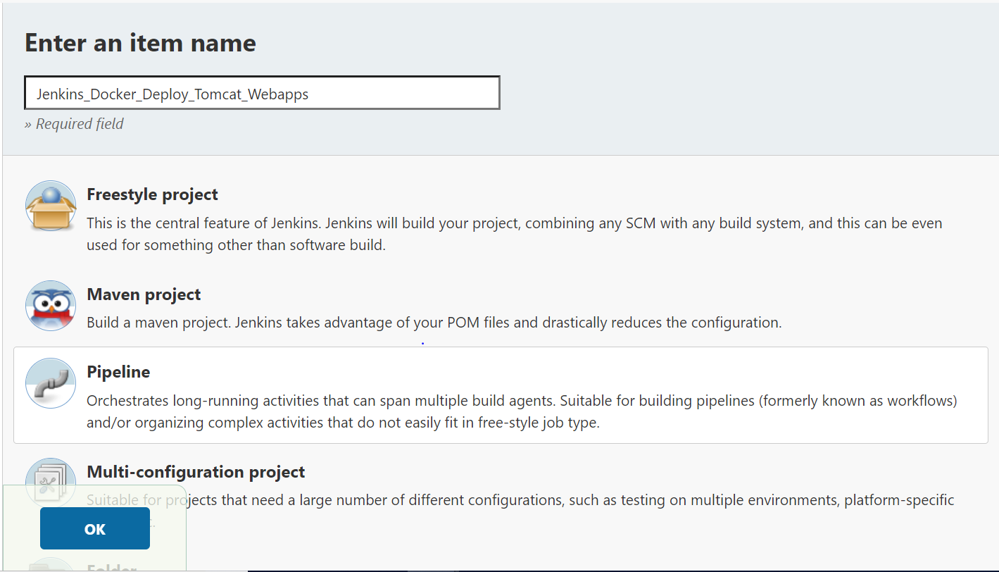 Enter an item name
Jenkins_Docker_Deploy_Tomcat_Webapps
» Required field
Freestyle project
This is the central feature of Jenkins. Jenkins will build your project, combining any SCM with any build system, and this can be even
used for something other than software build.
Maven project
Build a maven project. Jenkins takes advantage of your POM files and drastically reduces the configuration.
Pipeline
Orchestrates long-running activities that can span multiple build agents. Suitable for building pipelines (formerly known as workflows)
and/or organizing complex activities that do not easily fit in free-style job type.
Multi-configuration project
Suitable for projects that need a large number of different configurations, such as testing on multiple environments, platform-specific
OK
Folder